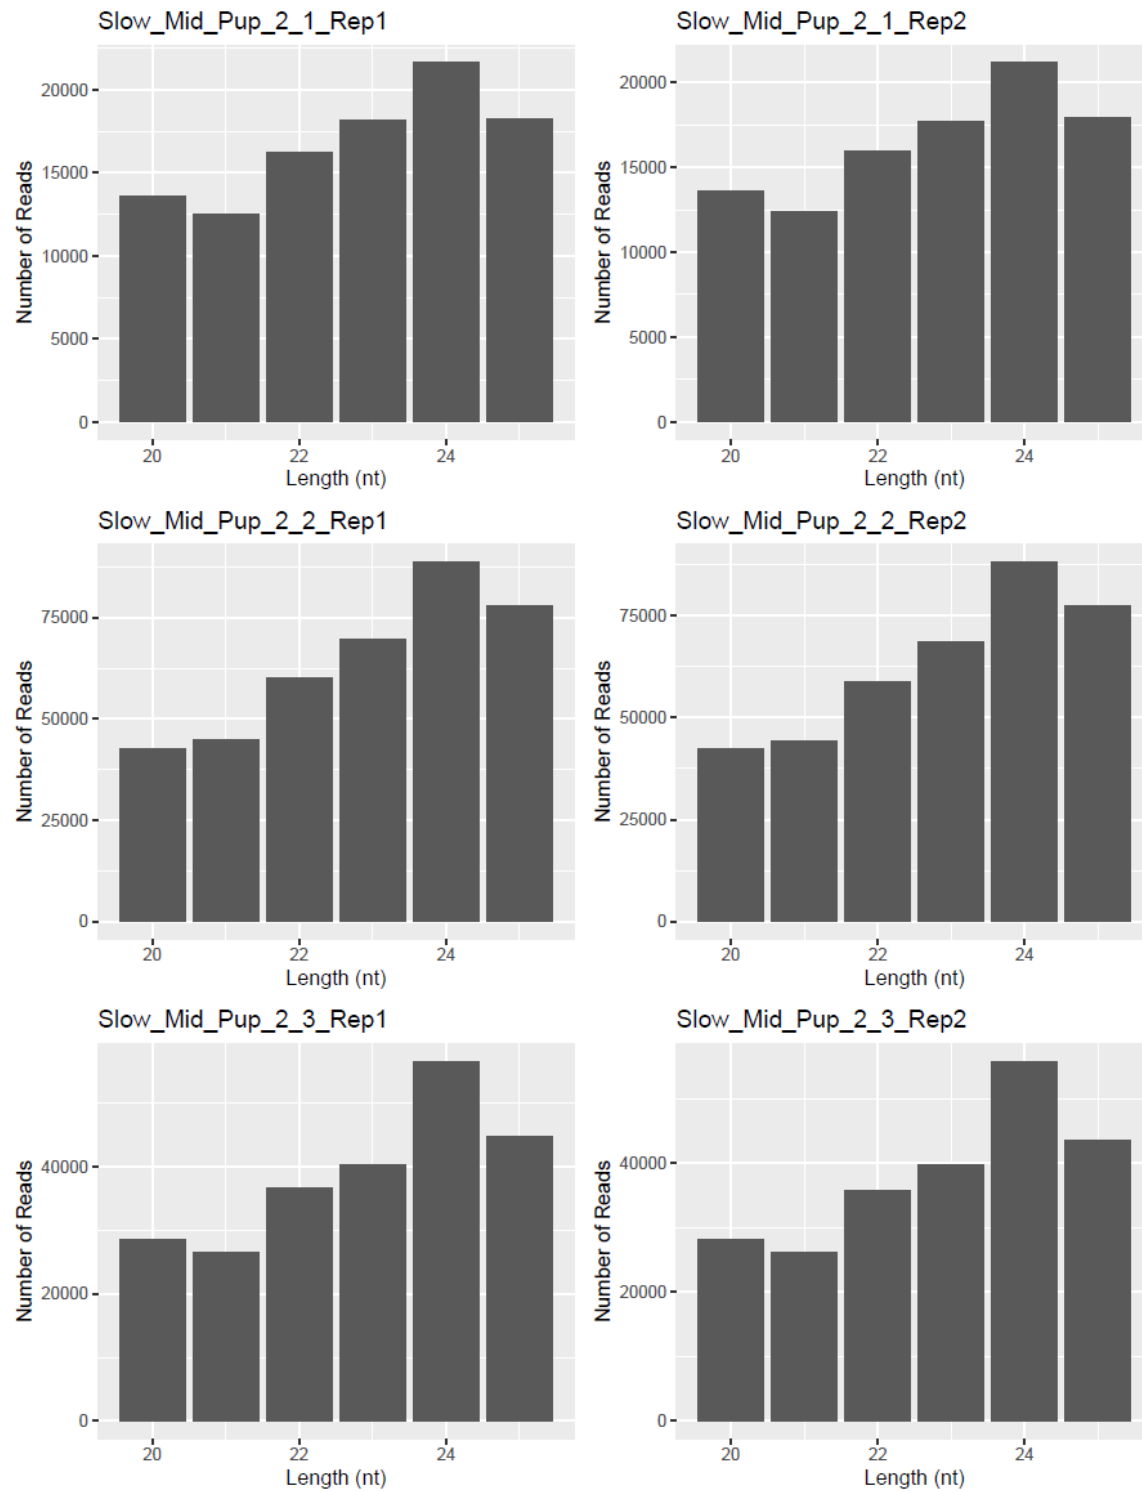 Slow_Mid_Pup_2_1_Rep1
Number of Reads
20000
15000
10000
5000
0
20 22 24
Length (nt)
Slow_Mid_Pup_2_1_Rep2
Number of Reads
20000
15000
10000
5000
0
20 22 24
Length (nt)
Slow_Mid_Pup_2_2_Rep1
Number of Reads
75000
50000
25000
0
20 22 24
Length (nt)
Slow_Mid_Pup_2_2_Rep2
Number of Reads
75000
50000
25000
0
20 22 24
Length (nt)
Slow_Mid_Pup_2_3_Rep1
Number of Reads
40000
20000
0
20 22 24
Length (nt)
Slow_Mid_Pup_2_3_Rep2
Number of Reads
40000
20000
0
20 22 24
Length (nt)